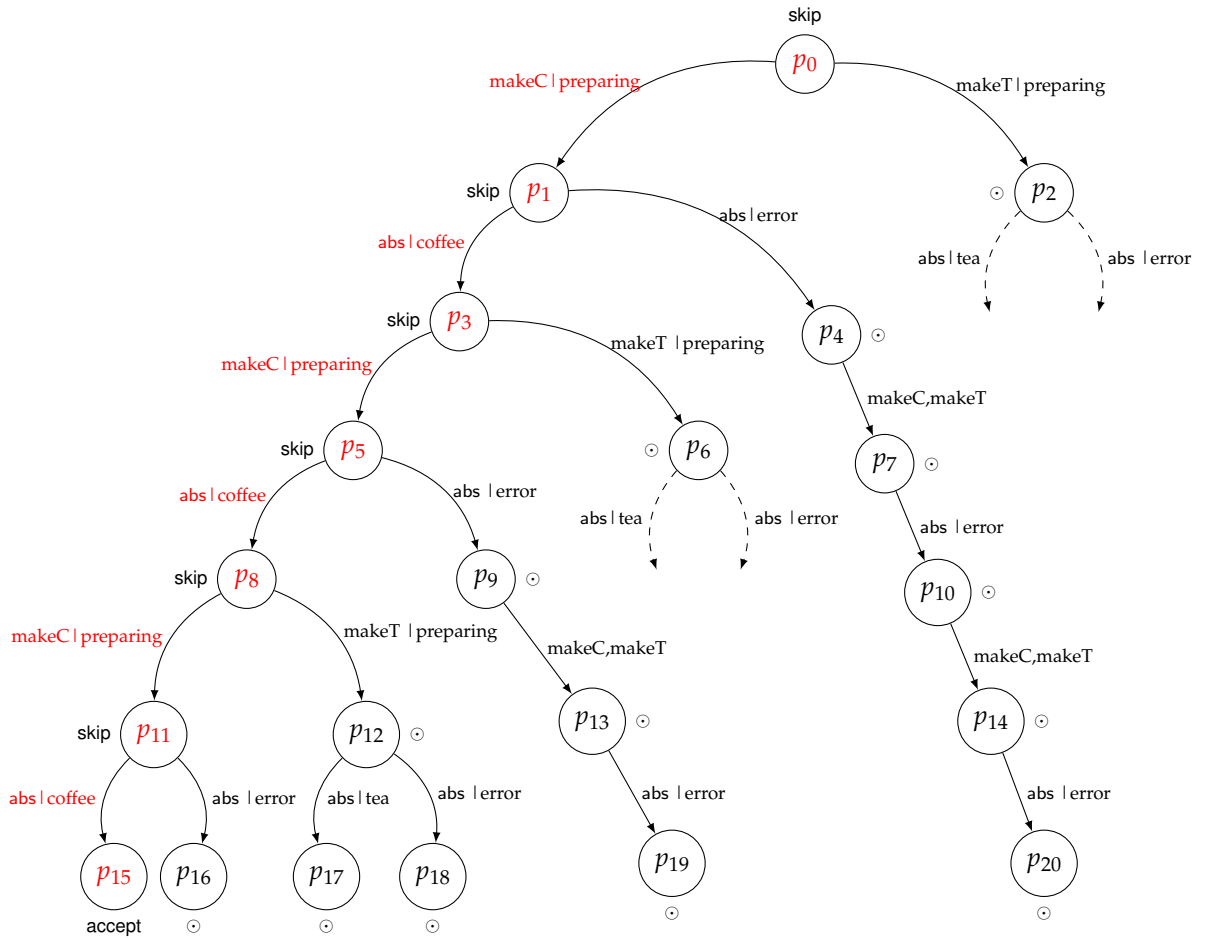 skip
p0
makeC|preparing
makeT|preparing
skip
p1
⊙
p2
abs|error
abs|coffee
abs|tea
abs |error
skip
p3
p4
⊙
makeT |preparing
makeC|preparing
makeC,makeT
skip
p5
⊙
p6
p7
⊙
abs|coffee
abs |error
abs|tea
abs |error
abs |error
skip
p8
p9
⊙
p10
⊙
makeC|preparing
makeT |preparing
makeC,makeT
makeC,makeT
skip
p11
p12
⊙
p13
⊙
p14
⊙
abs|coffee
abs |error
abs|tea
abs |error
abs |error
abs |error
p15
p16
p17
p18
p19
p20
accept
⊙
⊙
⊙
⊙
⊙